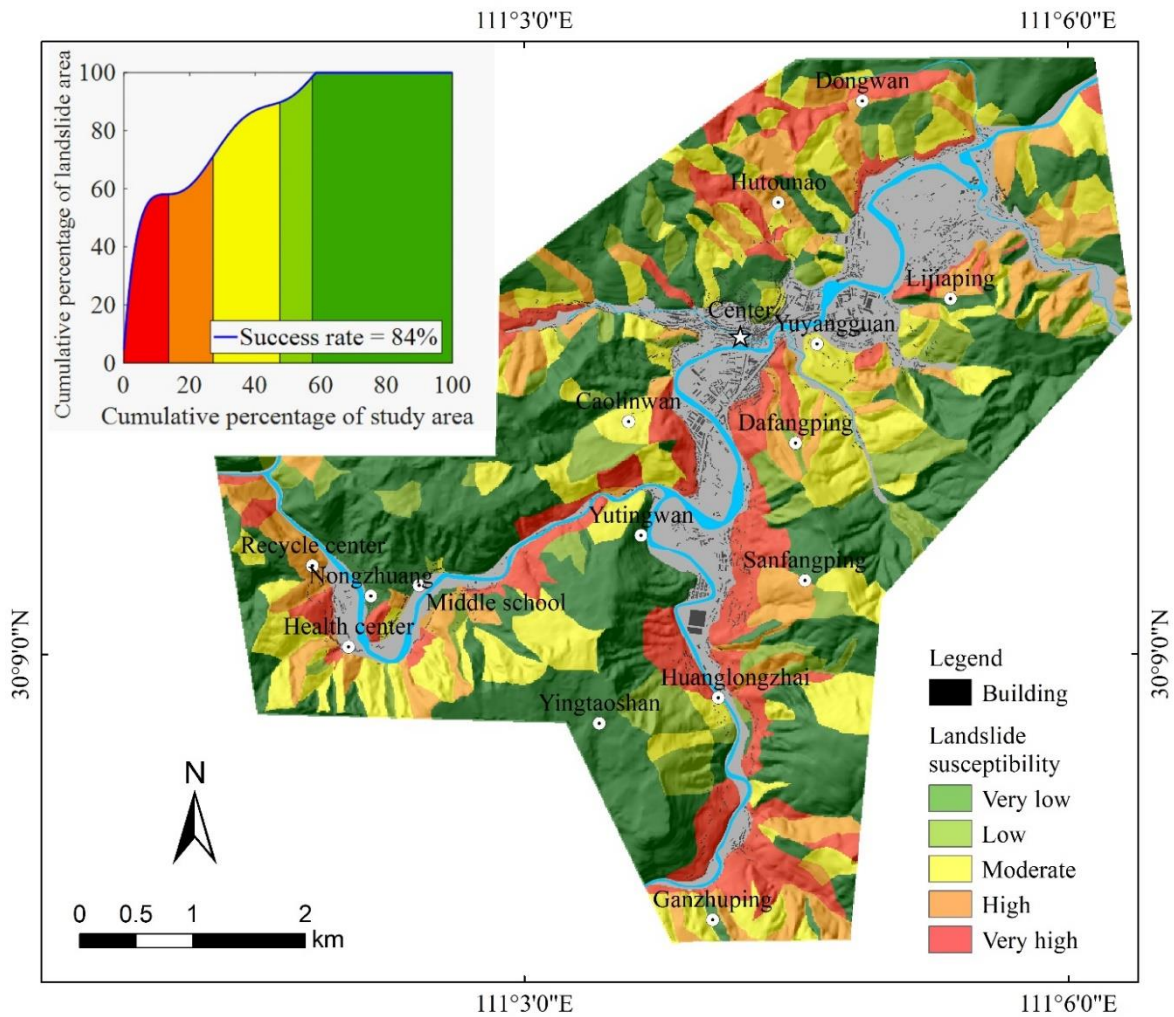 111°3'0"E
111°6'0"E
Cumulative percentage of landslide area
100
80
60
40
20
0
Success rate = 84%
0 20 40 60 80 100
Cumulative percentage of study area
Dongwan
Hutounao
Lijiaping
Center
Yuyangguan
Caolinwan
Dafangping
Yutingwan
Recycle center
Sanfangping
Nongzhuang
Middle school
Health center
Huanglongzhai
Yingtaoshan
Ganzhuping
30°9'0"N
30°9'0"N
Legend
Building
Landslide
susceptibility
Very low
Low
Moderate
High
Very high
N
0 0.5 1 2
km
111°3'0"E
111°6'0"E